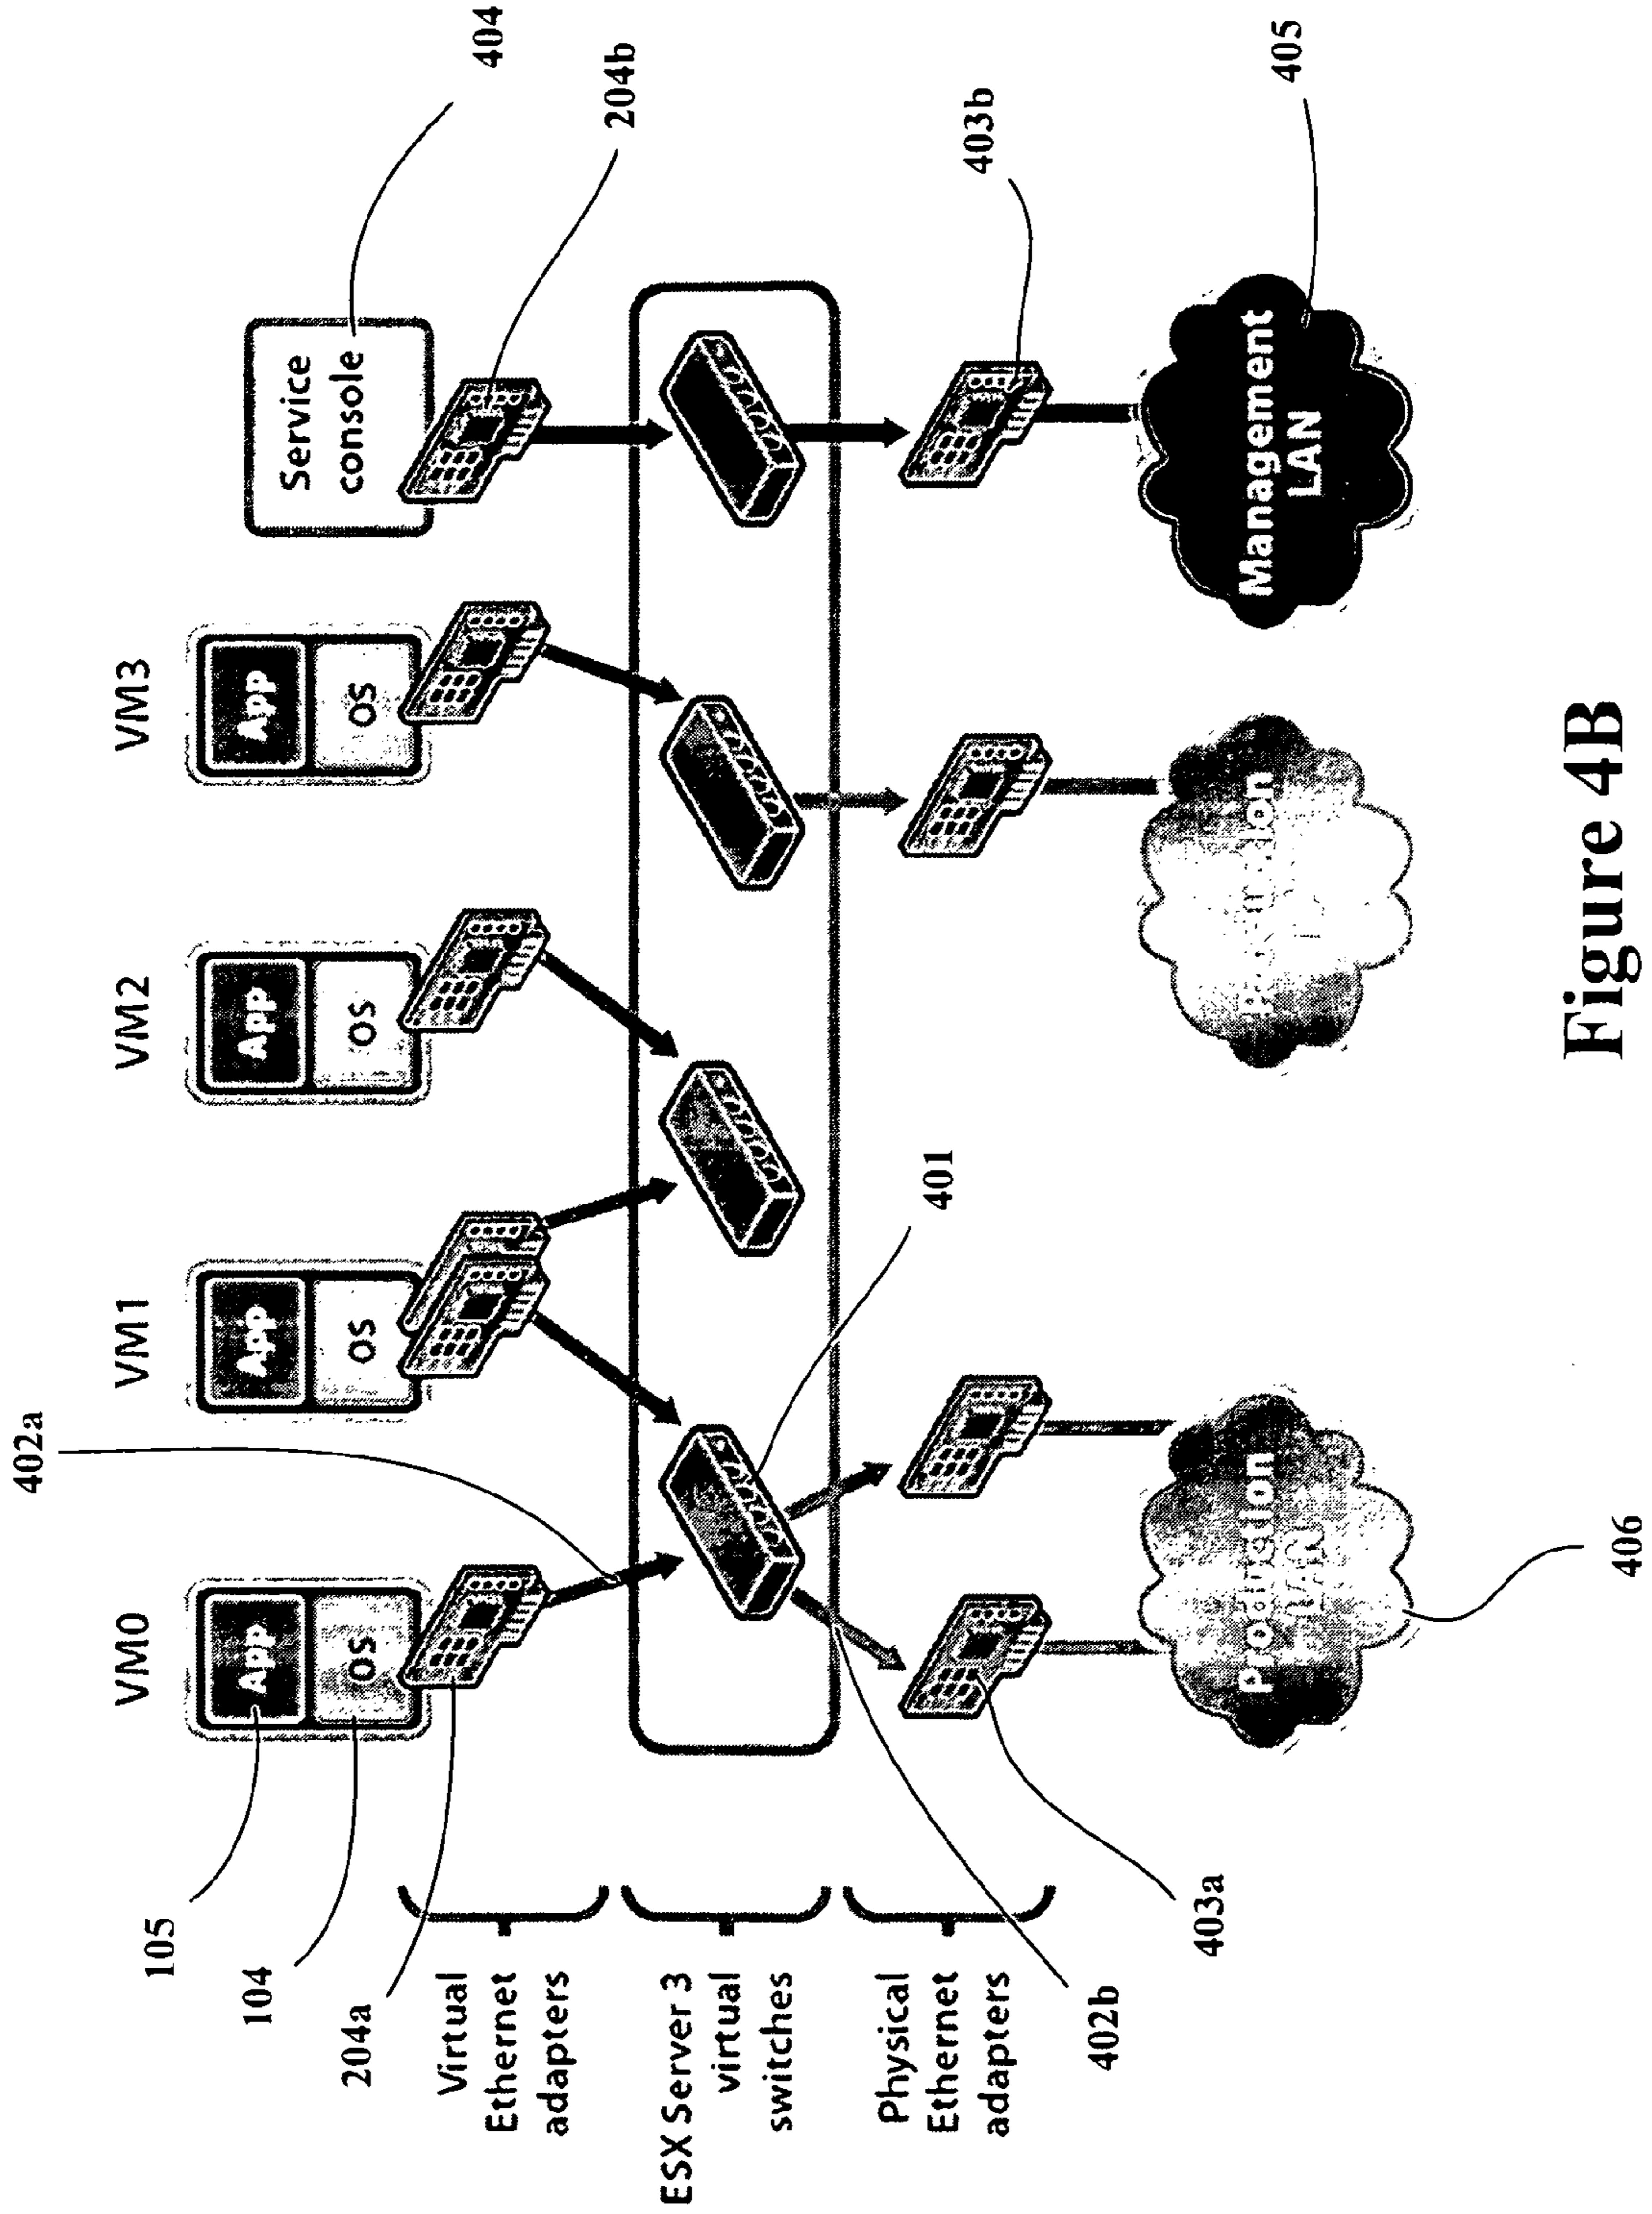 402a
VM0
VM1
VM2
VM3
105
APP
APP
APP
APP
Service
console
404
104
OS
OS
OS
OS
204a
204b
Virtual
Ethernet
adapters
ESX Server 3
virtual
switches
401
Physical
Ethernet
adapters
403b
402b
403a
Production
LAN
Management
LAN
405
406
Figure 4B